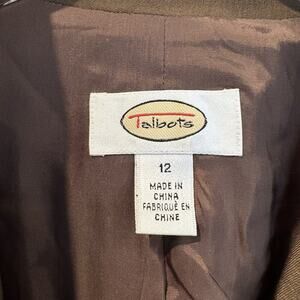 Talbots
12
MADE IN
CHINA
FABRIQUÉ EN
CHINE